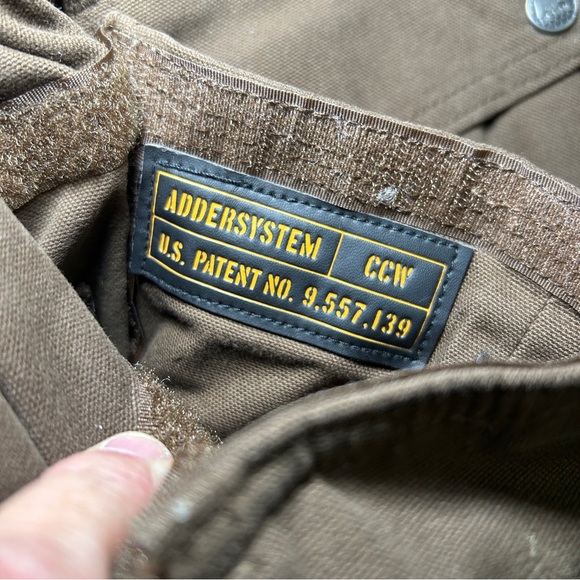 ADDERSYSTEM CCW
U.S. PATENT NO. 9,557,139